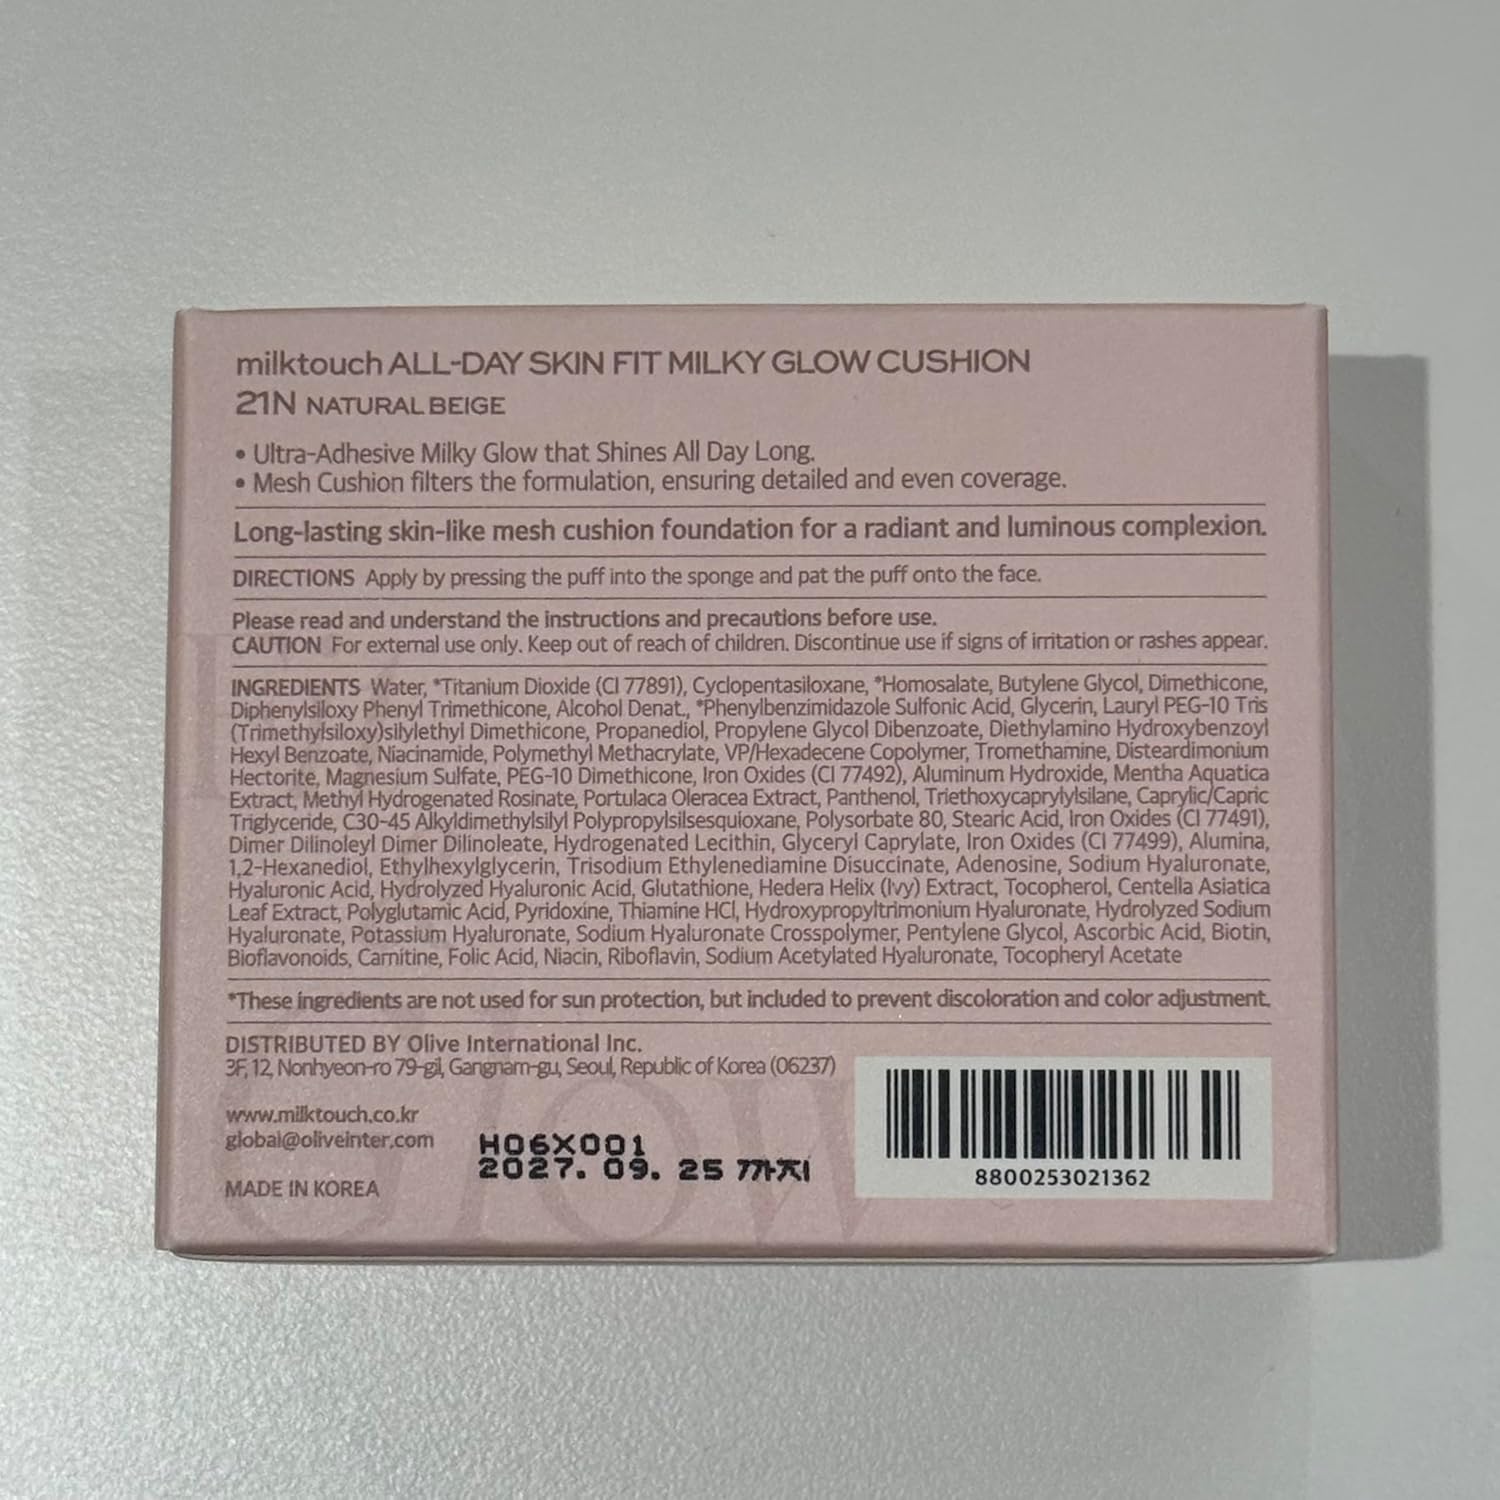 milktouch ALL-DAY SKIN FIT MILKY GLOW CUSHION
21N NATURAL BEIGE
• Ultra-Adhesive Milky Glow that Shines All Day Long.
• Mesh Cushion filters the formulation, ensuring detailed and even coverage.
Long-lasting skin-like mesh cushion foundation for a radiant and luminous complexion.
DIRECTIONS Apply by pressing the puff into the sponge and pat the puff onto the face.
Please read and understand the instructions and precautions before use.
CAUTION For external use only. Keep out of reach of children. Discontinue use if signs of irritation or rashes appear.
INGREDIENTS Water, *Titanium Dioxide (CI 77891), Cyclopentasiloxane, *Homosalate, Butylene Glycol, Dimethicone,
Diphenylsiloxy Phenyl Trimethicone, Alcohol Denat., *Phenylbenzimidazole Sulfonic Acid, Glycerin, Lauryl PEG-10 Tris
(Trimethylsiloxy)silylethyl Dimethicone, Propanediol, Propylene Glycol Dibenzoate, Diethylamino Hydroxybenzoyl
Hexyl Benzoate, Niacinamide, Polymethyl Methacrylate, VP/Hexadecene Copolymer, Tromethamine, Disteardimonium
Hectorite, Magnesium Sulfate, PEG-10 Dimethicone, Iron Oxides (CI 77492), Aluminum Hydroxide, Mentha Aquatica
Extract, Methyl Hydrogenated Rosinate, Portulaca Oleracea Extract, Panthenol, Triethoxycaprylylsilane, Caprylic/Capric
Triglyceride, C30-45 Alkyldimethylsilyl Polypropylsilsesquioxane, Polysorbate 80, Stearic Acid, Iron Oxides (CI 77491),
Dimer Dilinoleyl Dimer Dilinoleate, Hydrogenated Lecithin, Glyceryl Caprylate, Iron Oxides (CI 77499), Alumina,
1,2-Hexanediol, Ethylhexylglycerin, Trisodium Ethylenediamine Disuccinate, Adenosine, Sodium Hyaluronate,
Hyaluronic Acid, Hydrolyzed Hyaluronic Acid, Glutathione, Hedera Helix (Ivy) Extract, Tocopherol, Centella Asiatica
Leaf Extract, Polyglutamic Acid, Pyridoxine, Thiamine HCl, Hydroxypropyltrimonium Hyaluronate, Hydrolyzed Sodium
Hyaluronate, Potassium Hyaluronate, Sodium Hyaluronate Crosspolymer, Pentylene Glycol, Ascorbic Acid, Biotin,
Bioflavonoids, Carnitine, Folic Acid, Niacin, Riboflavin, Sodium Acetylated Hyaluronate, Tocopheryl Acetate
*These ingredients are not used for sun protection, but included to prevent discoloration and color adjustment.
DISTRIBUTED BY Olive International Inc.
3F, 12, Nonhyeon-ro 79-gil, Gangnam-gu, Seoul, Republic of Korea (06237)
www.milktouch.co.kr
global@oliveinter.com
MADE IN KOREA
H06X001
2027. 09. 25 까지
8800253021362
Glow